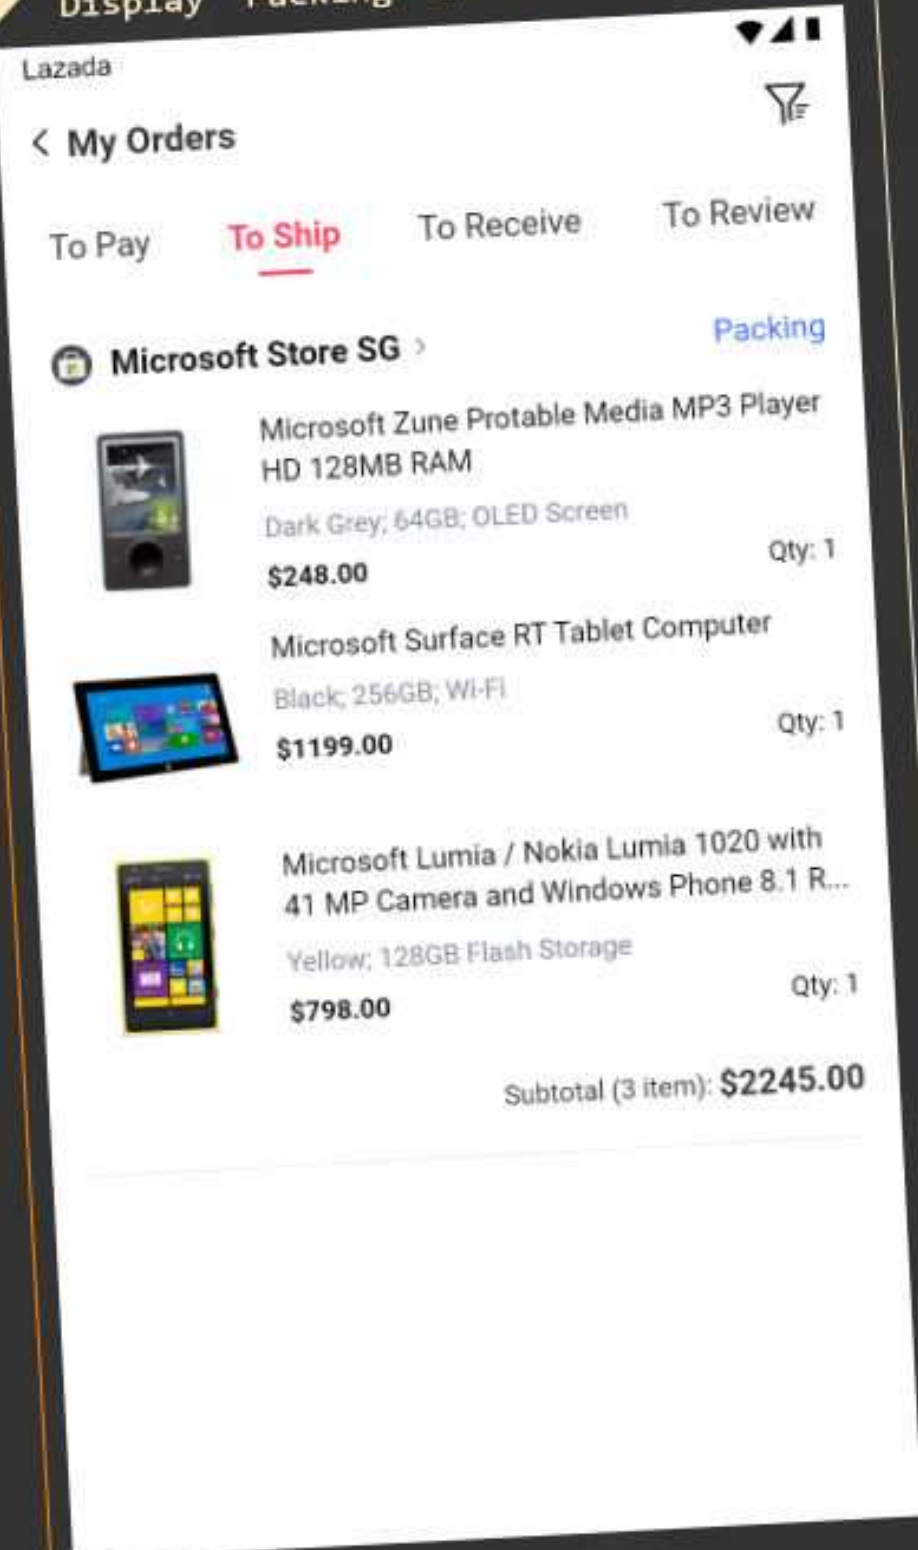 Display Packing
Lazada
< My Orders
To Pay To Ship To Receive To Review
Microsoft Store SG > Packing
Microsoft Zune Protable Media MP3 Player
HD 128MB RAM
Dark Grey; 64GB; OLED Screen
$248.00 Qty: 1
Microsoft Surface RT Tablet Computer
Black; 256GB; Wi-Fi
$1199.00 Qty: 1
Microsoft Lumia / Nokia Lumia 1020 with
41 MP Camera and Windows Phone 8.1 R...
Yellow; 128GB Flash Storage
$798.00 Qty: 1
Subtotal (3 item): $2245.00